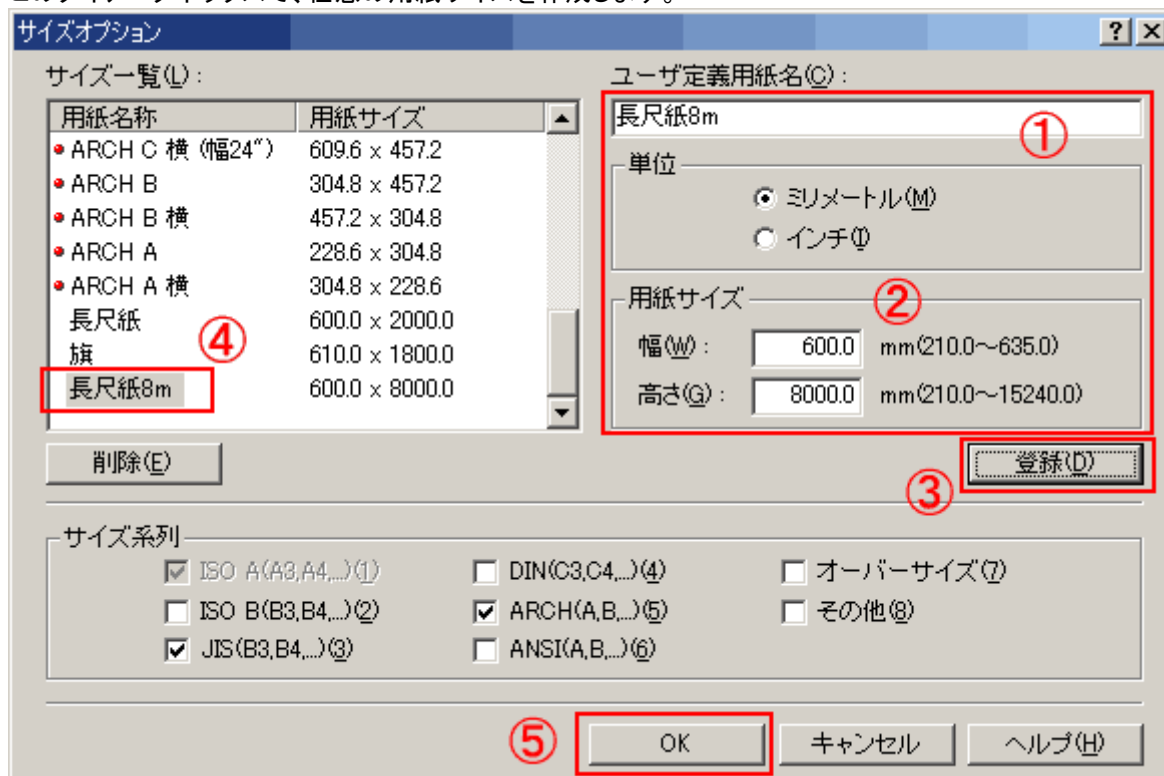 サイズオプション
サイズ一覧(L):
用紙名称 用紙サイズ
ARCH C 横 (幅24") 609.6 x 457.2
ARCH B 304.8 x 457.2
ARCH B 横 457.2 x 304.8
ARCH A 228.6 x 304.8
ARCH A 横 304.8 x 228.6
長尺紙 600.0 x 2000.0
④
旗 610.0 x 1800.0
長尺紙8m 600.0 x 8000.0
削除(E)
ユーザ定義用紙名(C):
長尺紙8m
①
単位
ミリメートル(M)
インチ(I)
用紙サイズ
②
幅(W): 600.0 mm(210.0~635.0)
高さ(G): 8000.0 mm(210.0~15240.0)
③
登録(D)
サイズ系列
ISO A(A3,A4,...)(1) DIN(C3,C4,...)(4) オーバーサイズ(7)
ISO B(B3,B4,...)(2) ARCH(A,B,...)(5) その他(8)
JIS(B3,B4,...)(3) ANSI(A,B,...)(6)
⑤ OK キャンセル ヘルプ(H)